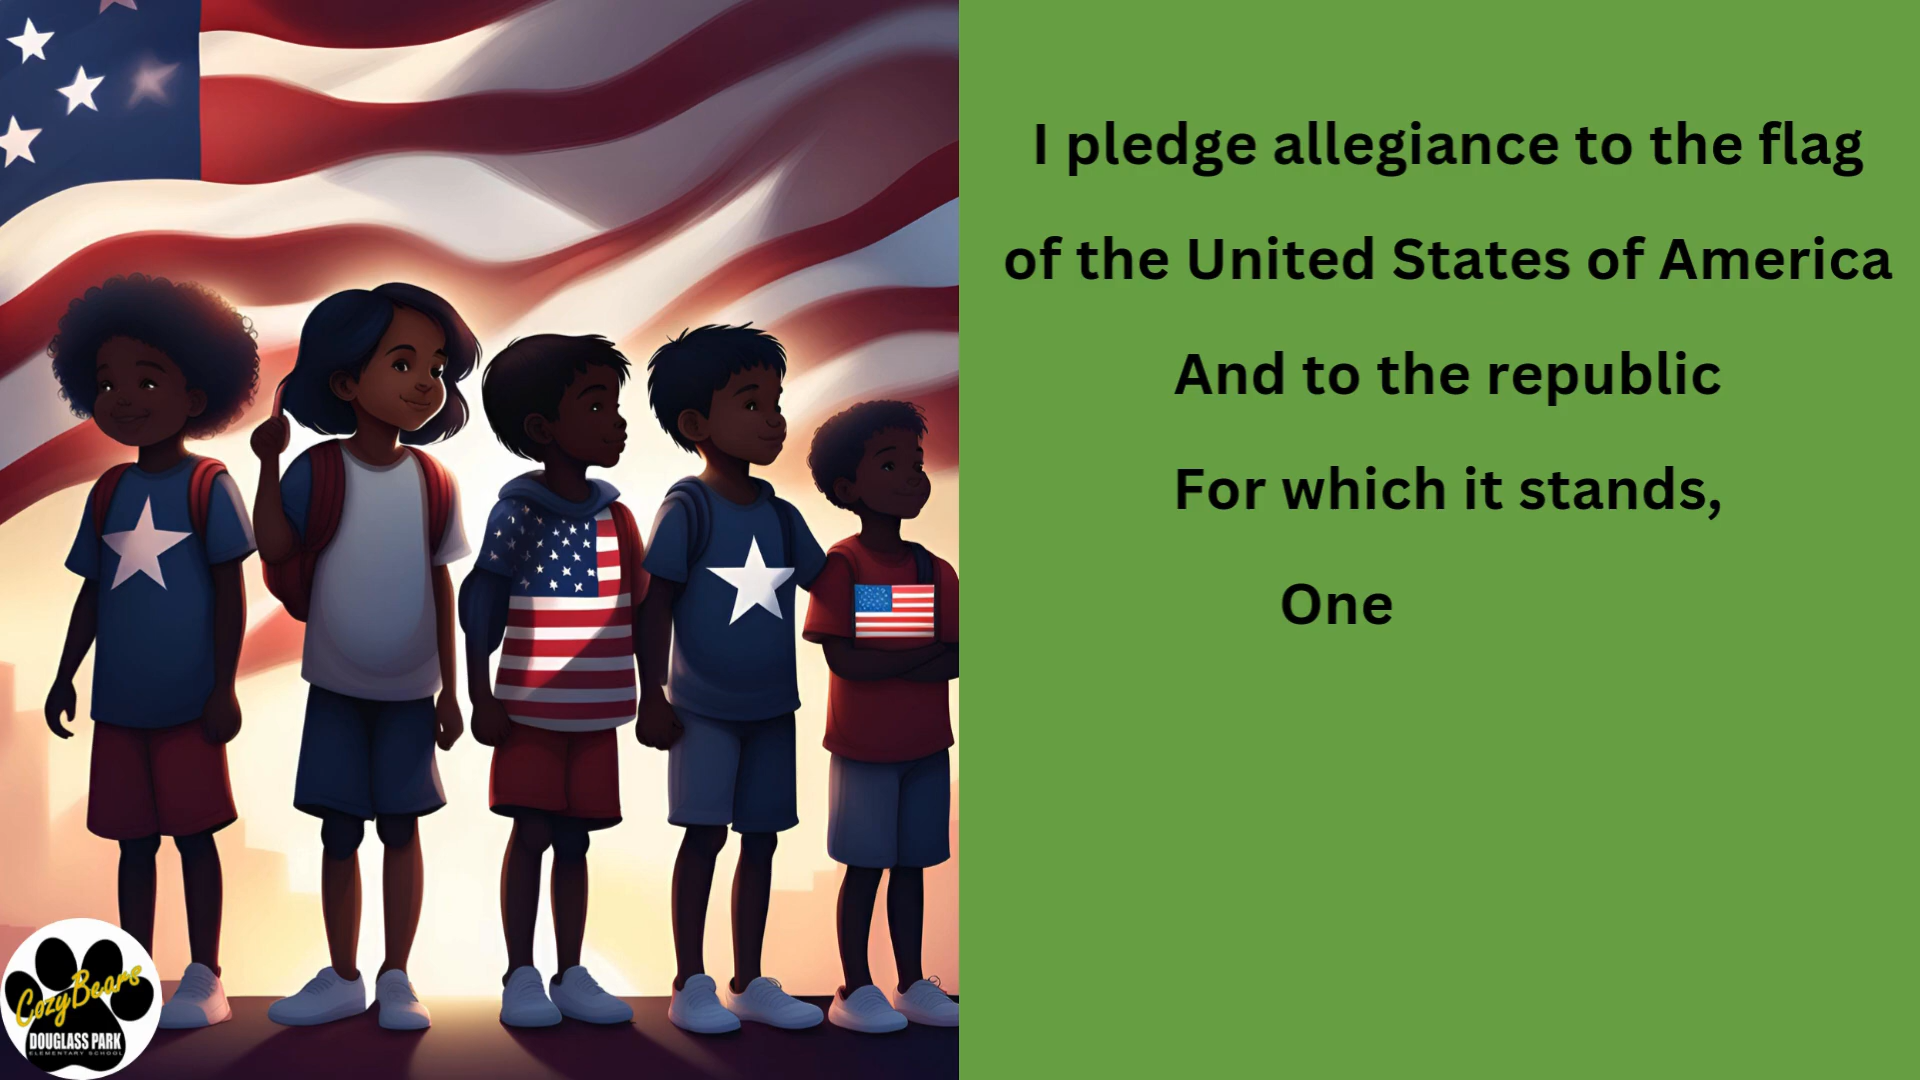 I pledge allegiance to the flag
of the United States of America
And to the republic
For which it stands,
One
CozyBears
DOUGLASS PARK
ELEMENTARY SCHOOL